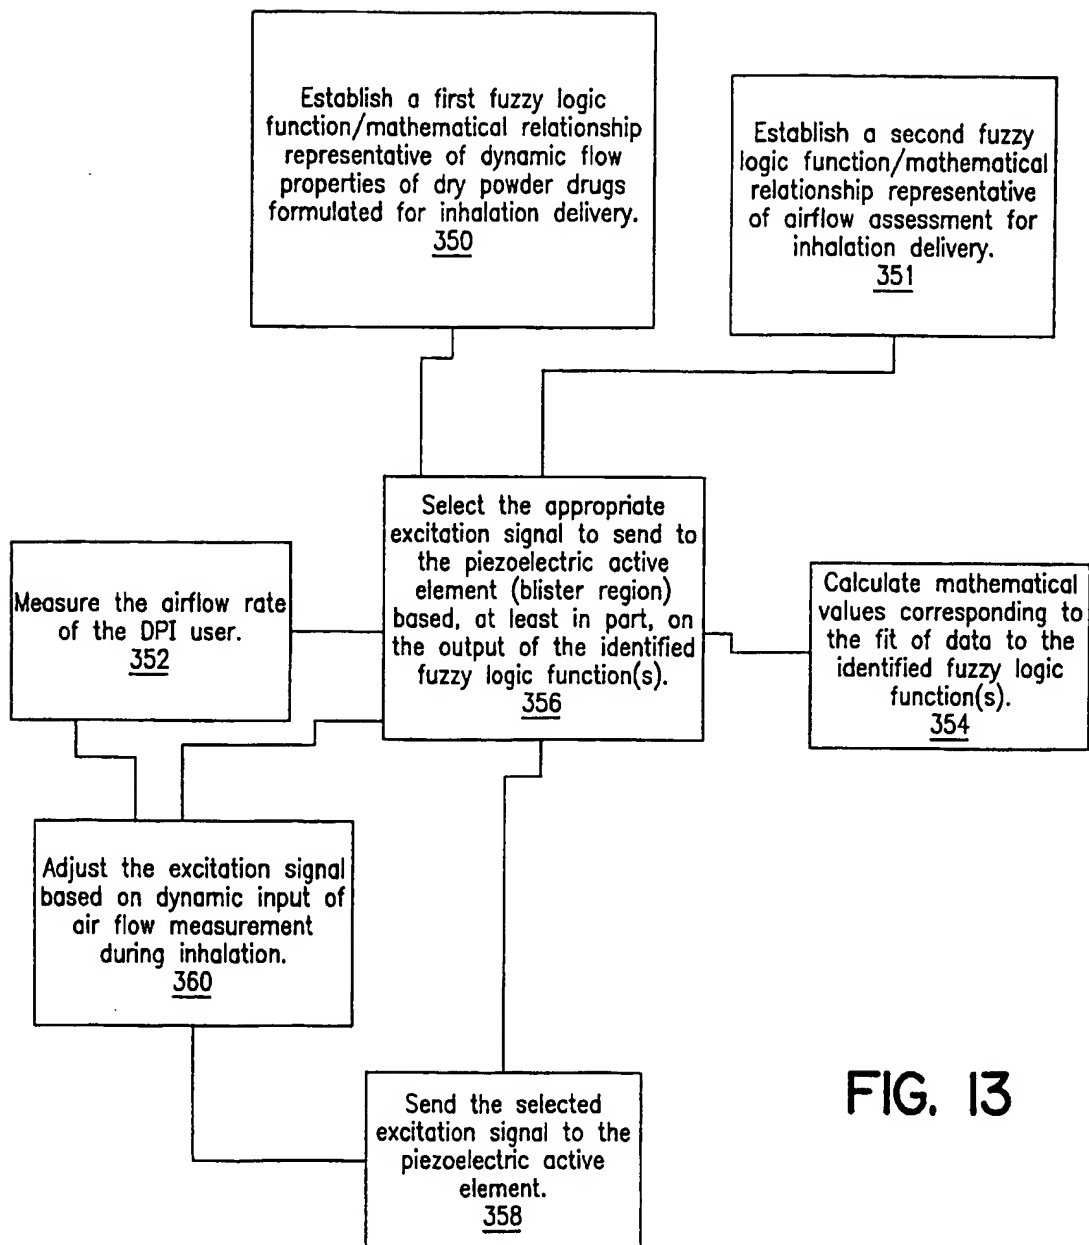 Establish a first fuzzy logic
function/mathematical relationship
representative of dynamic flow
properties of dry powder drugs
formulated for inhalation delivery.
350
Establish a second fuzzy
logic function/mathematical
relationship representative
of airflow assessment for
inhalation delivery.
351
Select the appropriate
excitation signal to send to
the piezoelectric active
element (blister region)
based, at least in part, on
the output of the identified
fuzzy logic function(s).
356
Measure the airflow rate
of the DPI user.
352
Calculate mathematical
values corresponding to
the fit of data to the
identified fuzzy logic
function(s).
354
Adjust the excitation signal
based on dynamic input of
air flow measurement
during inhalation.
360
Send the selected
excitation signal to the
piezoelectric active
element.
358
FIG. 13